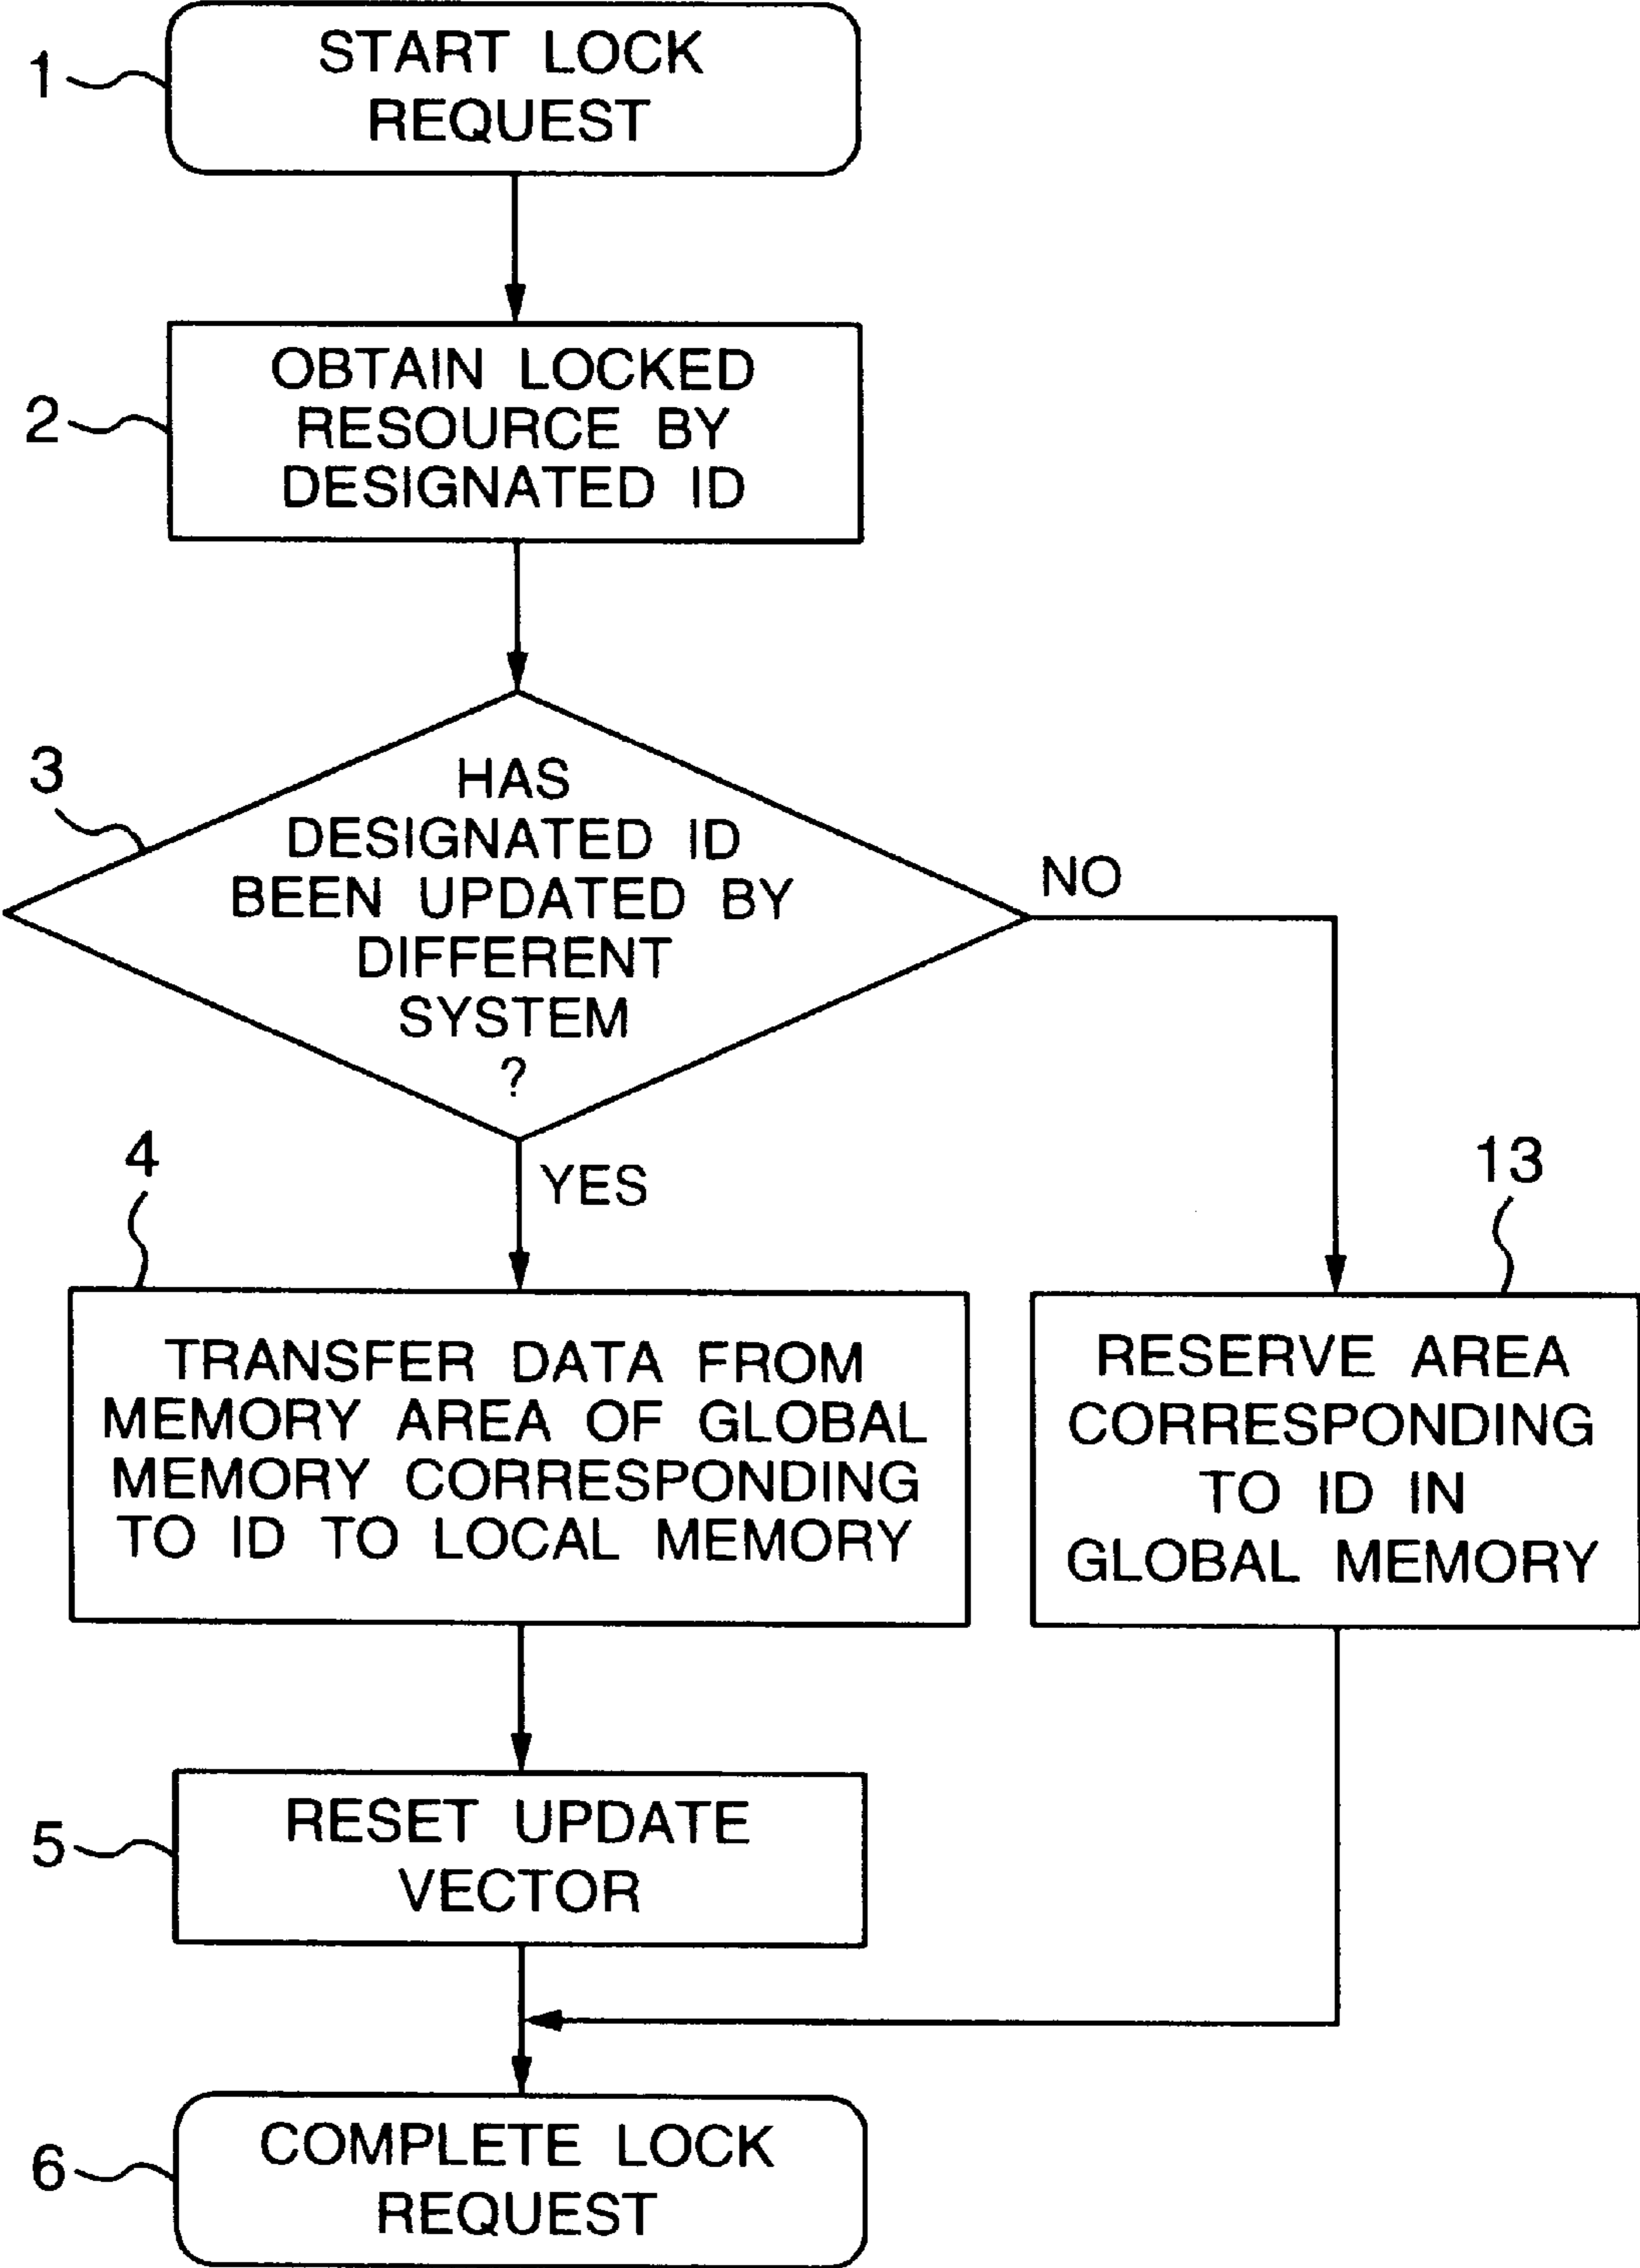 1
START LOCK
REQUEST
2
OBTAIN LOCKED
RESOURCE BY
DESIGNATED ID
3
HAS
DESIGNATED ID
BEEN UPDATED BY
DIFFERENT
SYSTEM
?
NO
YES
4
TRANSFER DATA FROM
MEMORY AREA OF GLOBAL
MEMORY CORRESPONDING
TO ID TO LOCAL MEMORY
13
RESERVE AREA
CORRESPONDING
TO ID IN
GLOBAL MEMORY
5
RESET UPDATE
VECTOR
6
COMPLETE LOCK
REQUEST